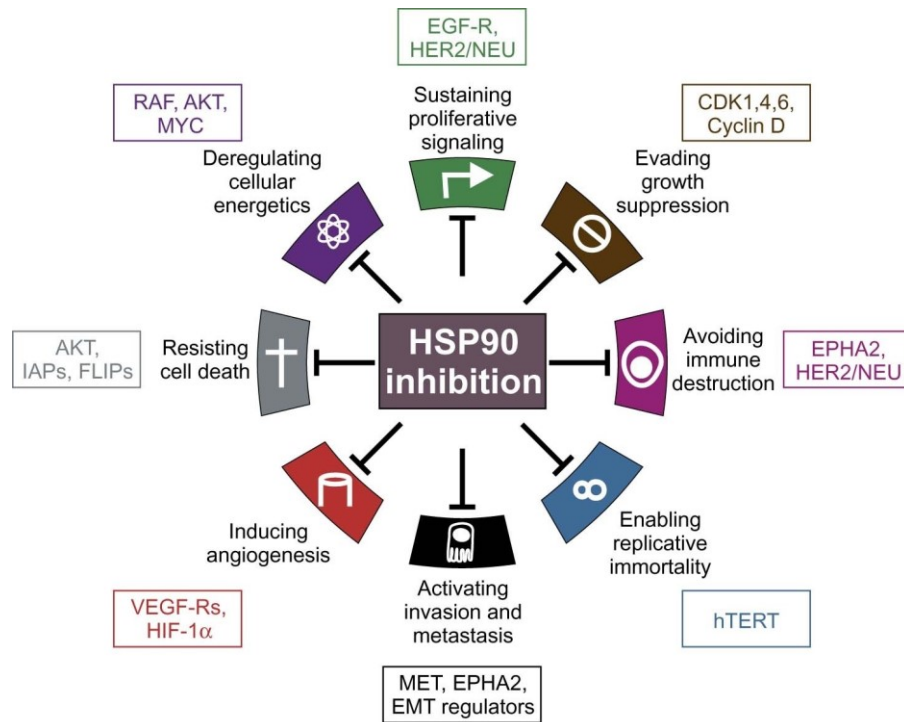 EGF-R,
HER2/NEU
Sustaining
proliferative
signaling
RAF, AKT,
MYC
Deregulating
cellular
energetics
CDK1,4,6,
Cyclin D
Evading
growth
suppression
AKT,
IAPs, FLIPs
Resisting
cell death
HSP90
inhibition
Avoiding
immune
destruction
EPHA2,
HER2/NEU
Inducing
angiogenesis
VEGF-Rs,
HIF-1α
Activating
invasion and
metastasis
MET, EPHA2,
EMT regulators
Enabling
replicative
immortality
hTERT